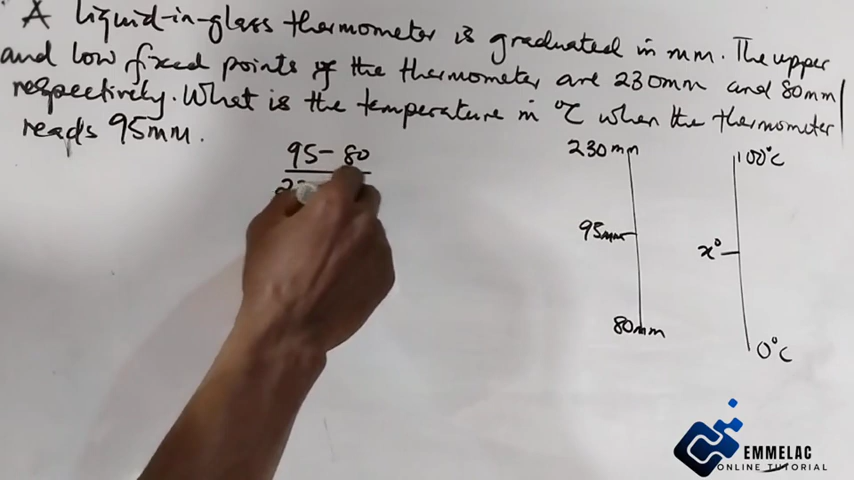 A liquid-in-glass thermometer is graduated in mm. The upper
and low fixed points of the thermometer are 230mm and 80mm
respectively. What is the temperature in °C when the thermometer
reads 95mm.
95-80
230mm
100°C
95mm
x°
80mm
0°C
EMMELAC
ONLINE TUTORIAL